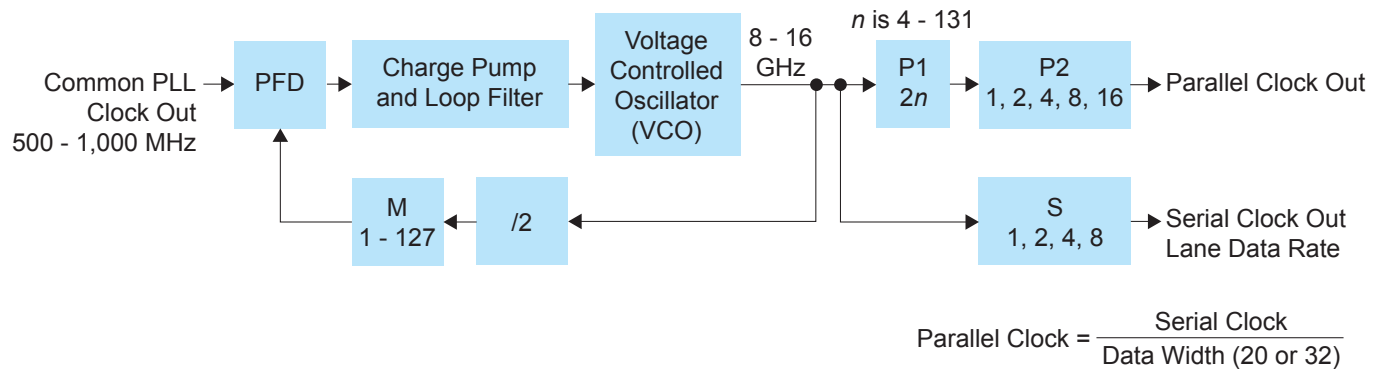 Common PLL
Clock Out
500 - 1,000 MHz
PFD
Charge Pump
and Loop Filter
Voltage
Controlled
Oscillator
(VCO)
8 - 16
GHz
n is 4 - 131
P1
2n
P2
1, 2, 4, 8, 16
Parallel Clock Out
M
1 - 127
/2
S
1, 2, 4, 8
Serial Clock Out
Lane Data Rate
Parallel Clock =
Serial Clock
Data Width (20 or 32)